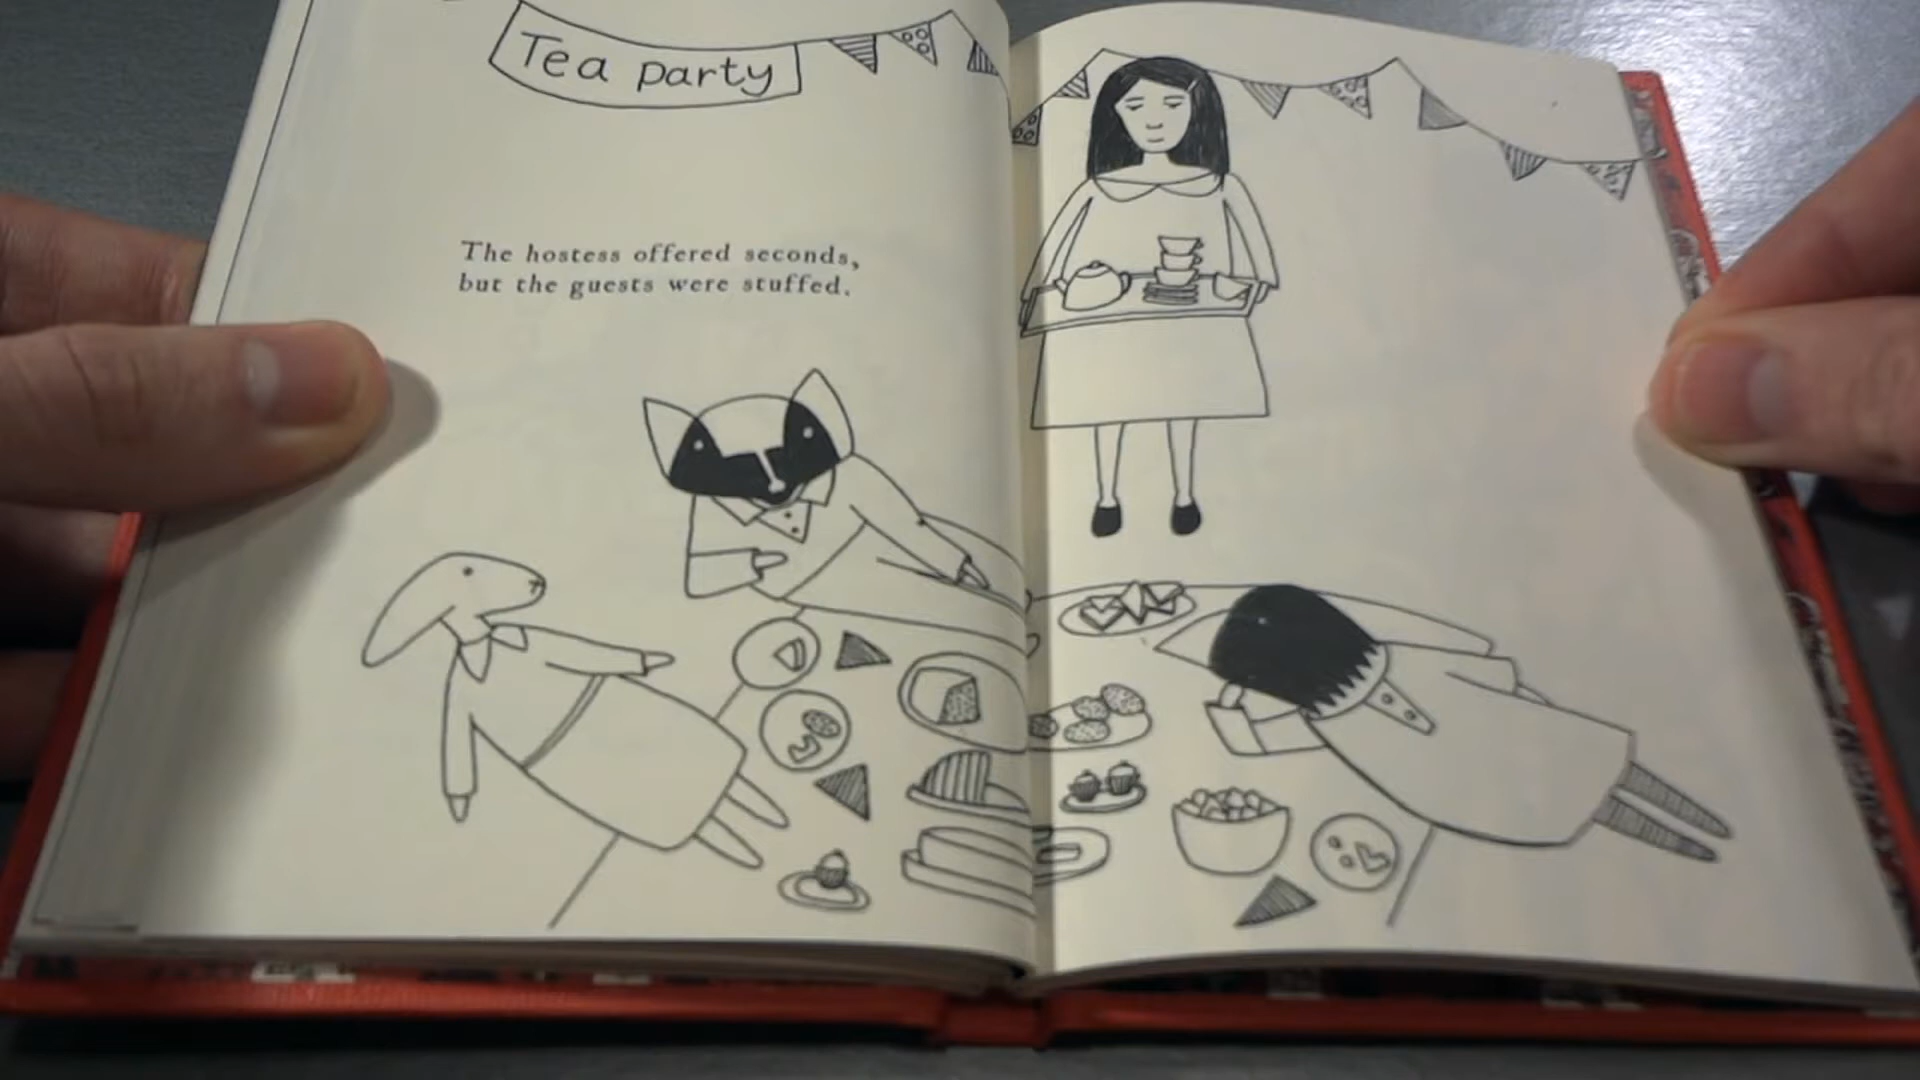 Tea party
The hostess offered seconds,
but the guests were stuffed.